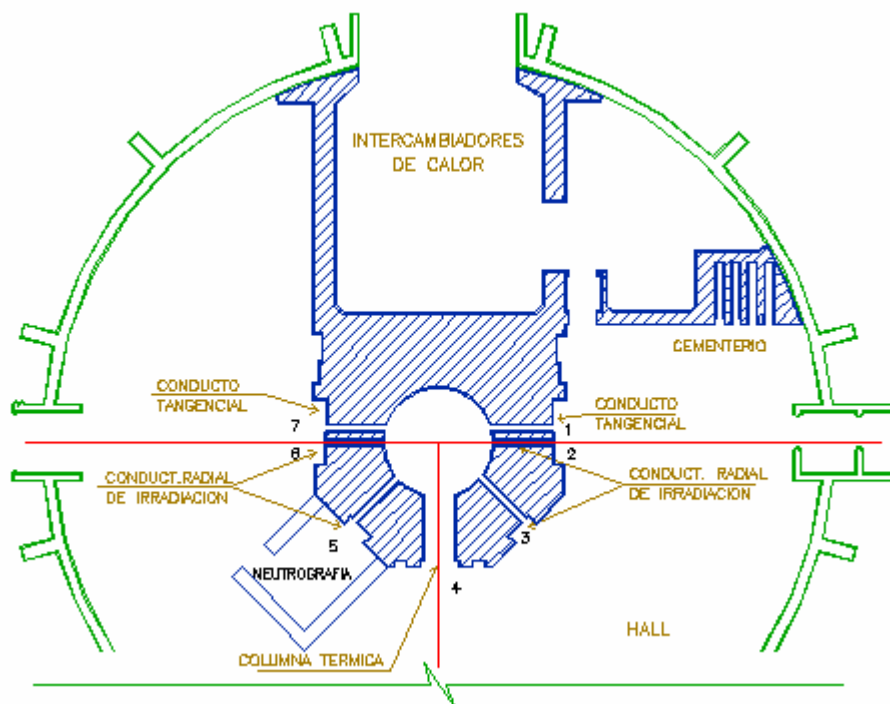 INTERCAMBIADORES
DE CALOR
CEMENTERIO
CONDUCTO
TANGENCIAL
7
1
CONDUCTO
TANGENCIAL
6
2
CONDUCT.RADIAL
DE IRRADIACION
CONDUCT. RADIAL
DE IRRADIACION
5
3
NEUTROGRAFIA
4
HALL
COLUMNA TERMICA